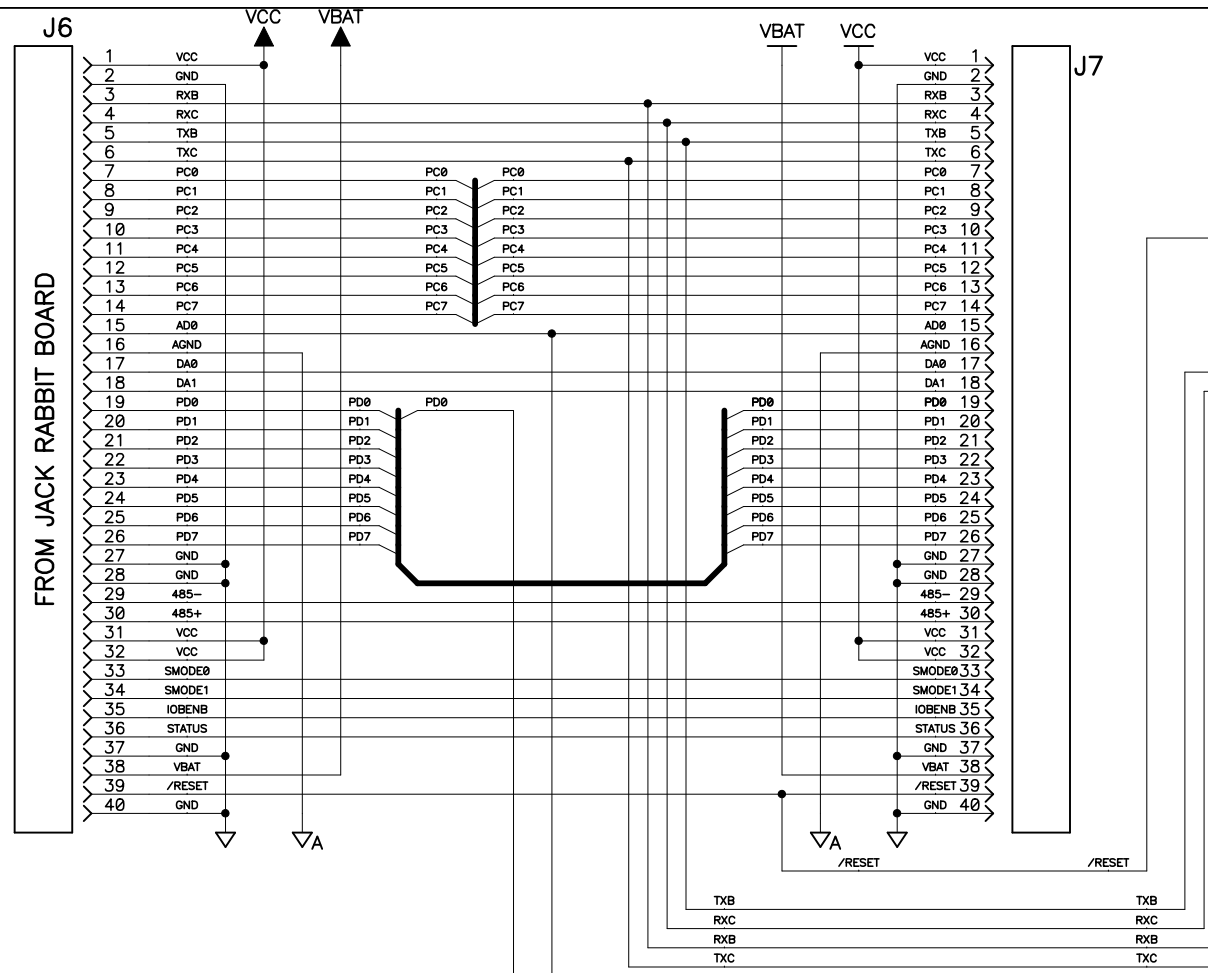 J6
VCC
VBAT
VBAT
VCC
J7
FROM JACK RABBIT BOARD
1 VCC VCC 1
2 GND GND 2
3 RXB RXB 3
4 RXC RXC 4
5 TXB TXB 5
6 TXC TXC 6
7 PC0 PC0 PC0 PC0 7
8 PC1 PC1 PC1 PC1 8
9 PC2 PC2 PC2 PC2 9
10 PC3 PC3 PC3 PC3 10
11 PC4 PC4 PC4 PC4 11
12 PC5 PC5 PC5 PC5 12
13 PC6 PC6 PC6 PC6 13
14 PC7 PC7 PC7 PC7 14
15 AD0 AD0 15
16 AGND AGND 16
17 DA0 DA0 17
18 DA1 DA1 18
19 PD0 PD0 PD0 PD0 PD0 19
20 PD1 PD1 PD1 PD1 20
21 PD2 PD2 PD2 PD2 21
22 PD3 PD3 PD3 PD3 22
23 PD4 PD4 PD4 PD4 23
24 PD5 PD5 PD5 PD5 24
25 PD6 PD6 PD6 PD6 25
26 PD7 PD7 PD7 PD7 26
27 GND GND 27
28 GND GND 28
29 485- 485- 29
30 485+ 485+ 30
31 VCC VCC 31
32 VCC VCC 32
33 SMODE0 SMODE0 33
34 SMODE1 SMODE1 34
35 IOBENB IOBENB 35
36 STATUS STATUS 36
37 GND GND 37
38 VBAT VBAT 38
39 /RESET /RESET 39
40 GND GND 40
A A
/RESET /RESET
TXB TXB
RXC RXC
RXB RXB
TXC TXC